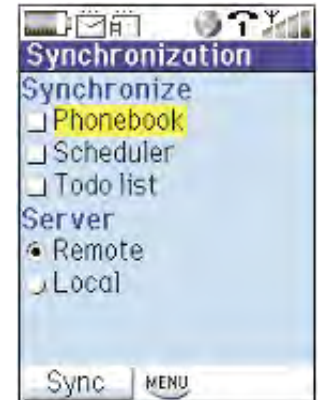 Synchronization
Synchronize
Phonebook
Scheduler
Todo list
Server
Remote
Local
Sync MENU